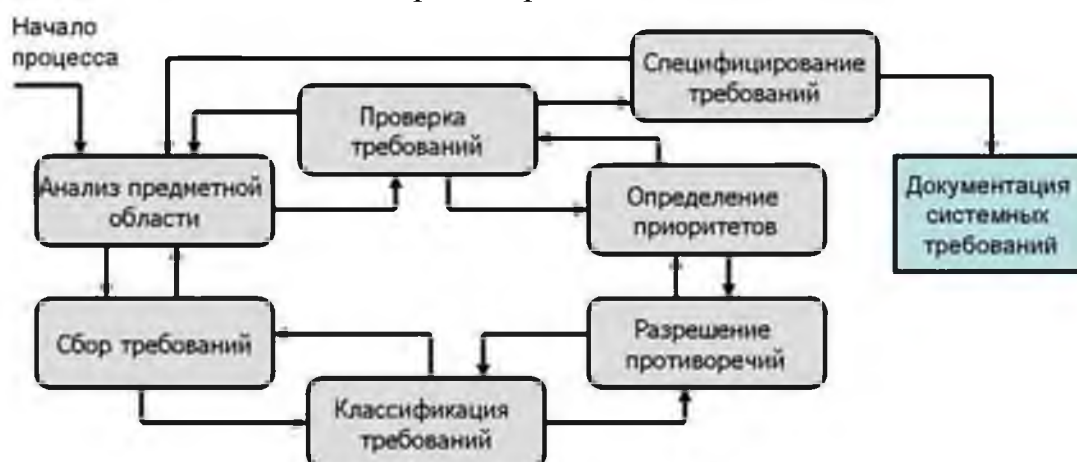 Начало
процесса
Специфицирование
требований
Проверка
требований
Анализ предметной
области
Определение
приоритетов
Документация
системных
требований
Сбор требований
Разрешение
противоречий
Классификация
требований